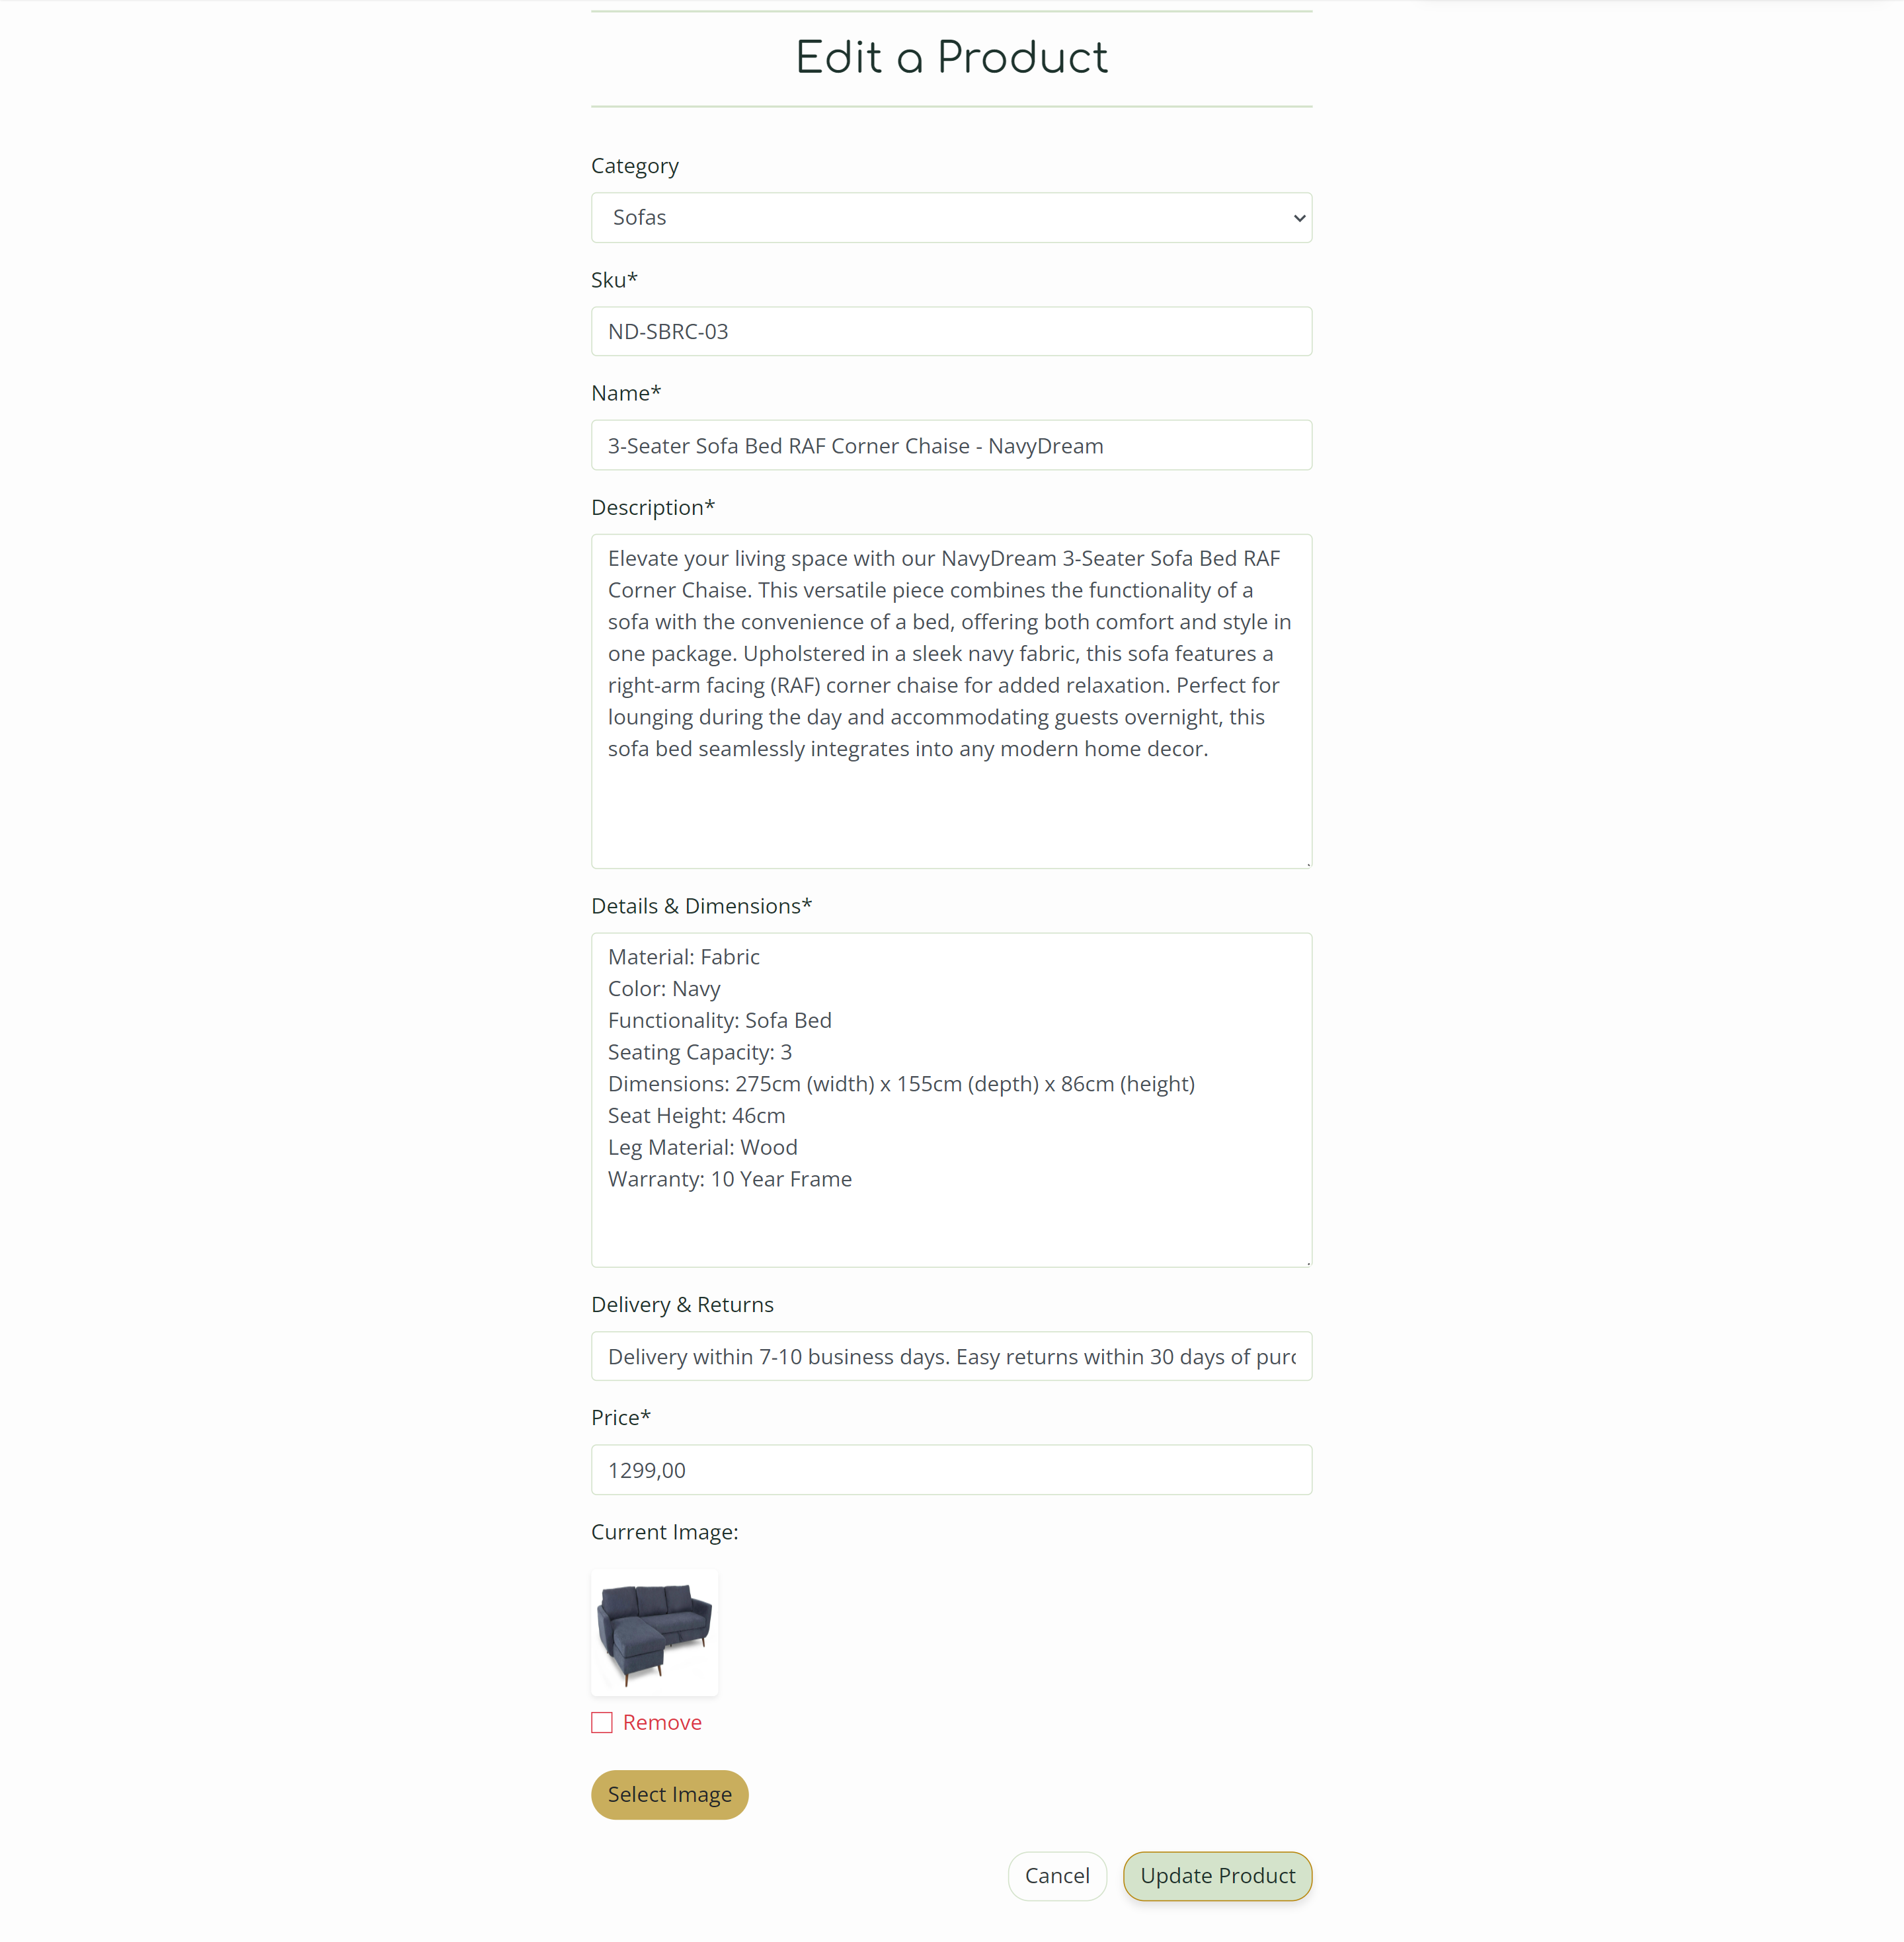 Edit a Product
Category
Sofas
Sku*
ND-SBRC-03
Name*
3-Seater Sofa Bed RAF Corner Chaise - NavyDream
Description*
Elevate your living space with our NavyDream 3-Seater Sofa Bed RAF
Corner Chaise. This versatile piece combines the functionality of a
sofa with the convenience of a bed, offering both comfort and style in
one package. Upholstered in a sleek navy fabric, this sofa features a
right-arm facing (RAF) corner chaise for added relaxation. Perfect for
lounging during the day and accommodating guests overnight, this
sofa bed seamlessly integrates into any modern home decor.
Details & Dimensions*
Material: Fabric
Color: Navy
Functionality: Sofa Bed
Seating Capacity: 3
Dimensions: 275cm (width) x 155cm (depth) x 86cm (height)
Seat Height: 46cm
Leg Material: Wood
Warranty: 10 Year Frame
Delivery & Returns
Delivery within 7-10 business days. Easy returns within 30 days of purc
Price*
1299,00
Current Image:
Remove
Select Image
Cancel
Update Product